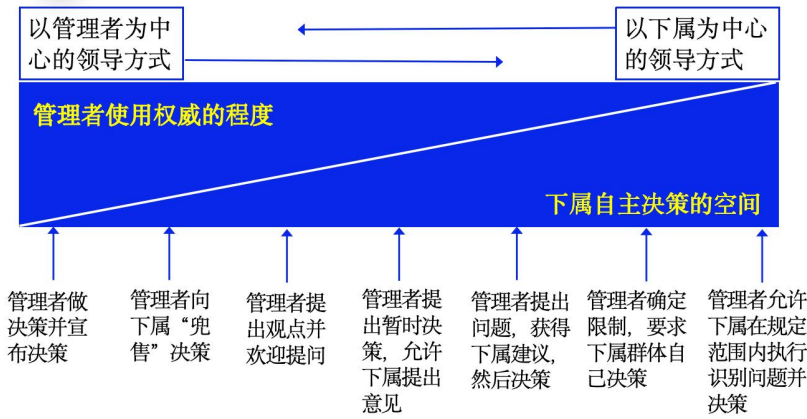 以管理者为中
心的领导方式
以下属为中心
的领导方式
管理者使用权威的程度
下属自主决策的空间
管理者做
决策并宣
布决策
管理者向
下属“兜
售”决策
管理者提
出观点并
欢迎提问
管理者提
出暂时决
策，允许
下属提出
意见
管理者提出
问题，获得
下属建议，
然后决策
管理者确定
限制，要求
下属群体自
己决策
管理者允许
下属在规定
范围内执行
识别问题并
决策